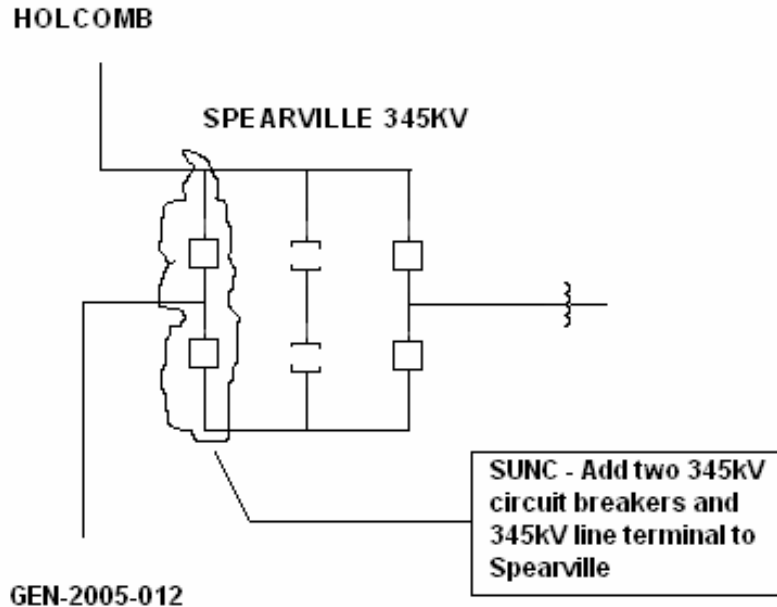 HOLCOMB
SPEARVILLE 345KV
SUNC - Add two 345kV
circuit breakers and
345kV line terminal to
Spearville
GEN-2005-012